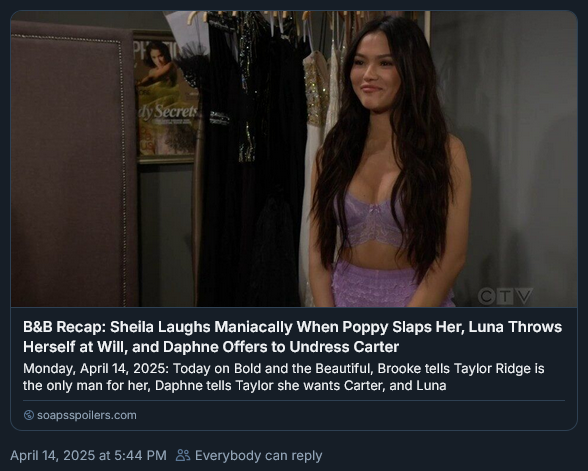 dy Secrets
CTV
B&B Recap: Sheila Laughs Maniacally When Poppy Slaps Her, Luna Throws
Herself at Will, and Daphne Offers to Undress Carter
Monday, April 14, 2025: Today on Bold and the Beautiful, Brooke tells Taylor Ridge is
the only man for her, Daphne tells Taylor she wants Carter, and Luna
soapsspoilers.com
April 14, 2025 at 5:44 PM Everybody can reply